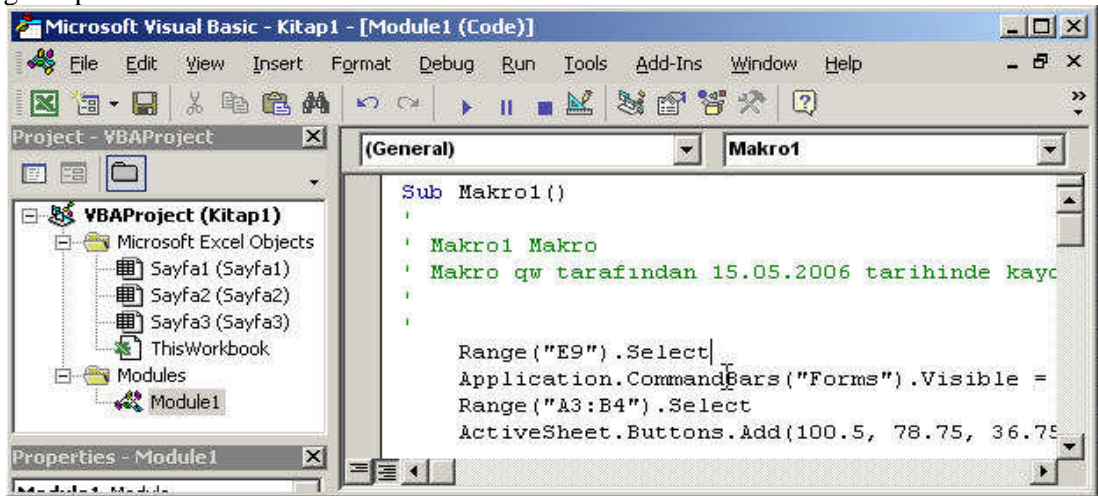 Microsoft Visual Basic - Kitap1 - [Module1 (Code)]
File Edit View Insert Format Debug Run Tools Add-Ins Window Help
Project - VBAProject
(General) Makro1
VBAProject (Kitap1)
Microsoft Excel Objects
Sayfa1 (Sayfa1)
Sayfa2 (Sayfa2)
Sayfa3 (Sayfa3)
ThisWorkbook
Modules
Module1
Properties - Module1
Module1 Module
Sub Makro1()
'
' Makro1 Makro
' Makro qw tarafından 15.05.2006 tarihinde kayd
'
'
Range("E9").Select
Application.CommandBars("Forms").Visible =
Range("A3:B4").Select
ActiveSheet.Buttons.Add(100.5, 78.75, 36.75